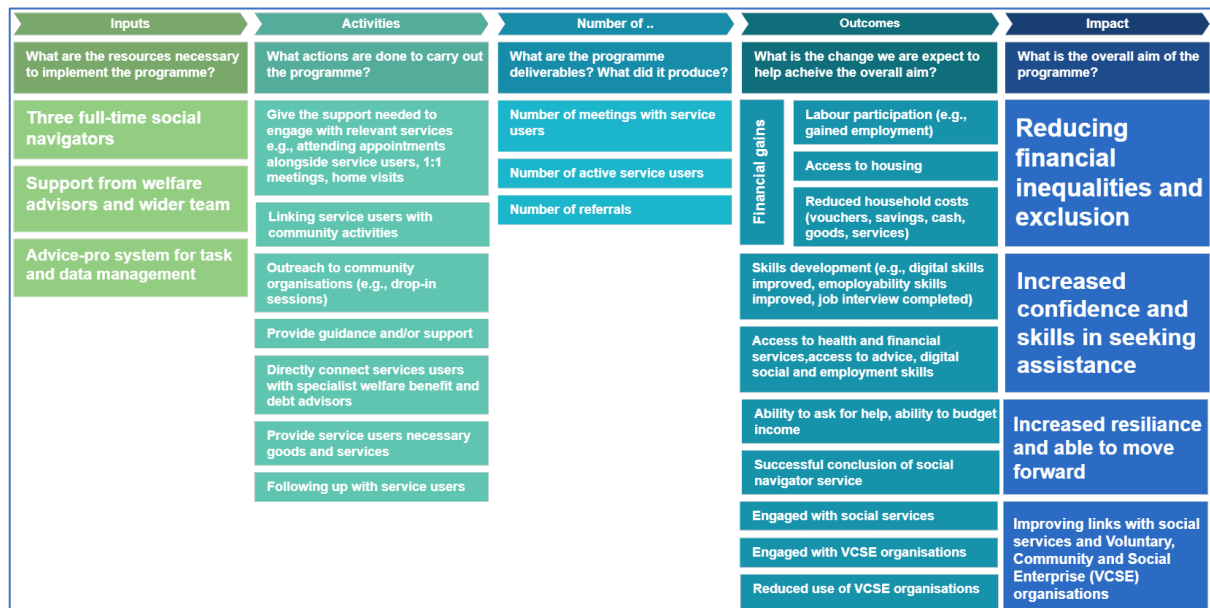 Inputs
Activities
Number of ..
Outcomes
Impact
What are the resources necessary
to implement the programme?
What actions are done to carry out
the programme?
What are the programme
deliverables? What did it produce?
What is the change we are expect to
help acheive the overall aim?
What is the overall aim of the
programme?
Three full-time social
navigators
Support from welfare
advisors and wider team
Advice-pro system for task
and data management
Give the support needed to
engage with relevant services
e.g., attending appointments
alongside service users, 1:1
meetings, home visits
Linking service users with
community activities
Outreach to community
organisations (e.g., drop-in
sessions)
Provide guidance and/or support
Directly connect services users
with specialist welfare benefit and
debt advisors
Provide service users necessary
goods and services
Following up with service users
Number of meetings with service
users
Number of active service users
Number of referrals
Financial gains
Labour participation (e.g.,
gained employment)
Access to housing
Reduced household costs
(vouchers, savings, cash,
goods, services)
Skills development (e.g., digital skills
improved, emoployability skills
improved, job interview completed)
Access to health and financial
services,access to advice, digital
social and employment skills
Ability to ask for help, ability to budget
income
Successful conclusion of social
navigator service
Engaged with social services
Engaged with VCSE organisations
Reduced use of VCSE organisations
Reducing
financial
inequalities and
exclusion
Increased
confidence and
skills in seeking
assistance
Increased resiliance
and able to move
forward
Improving links with social
services and Voluntary,
Community and Social
Enterprise (VCSE)
organisations